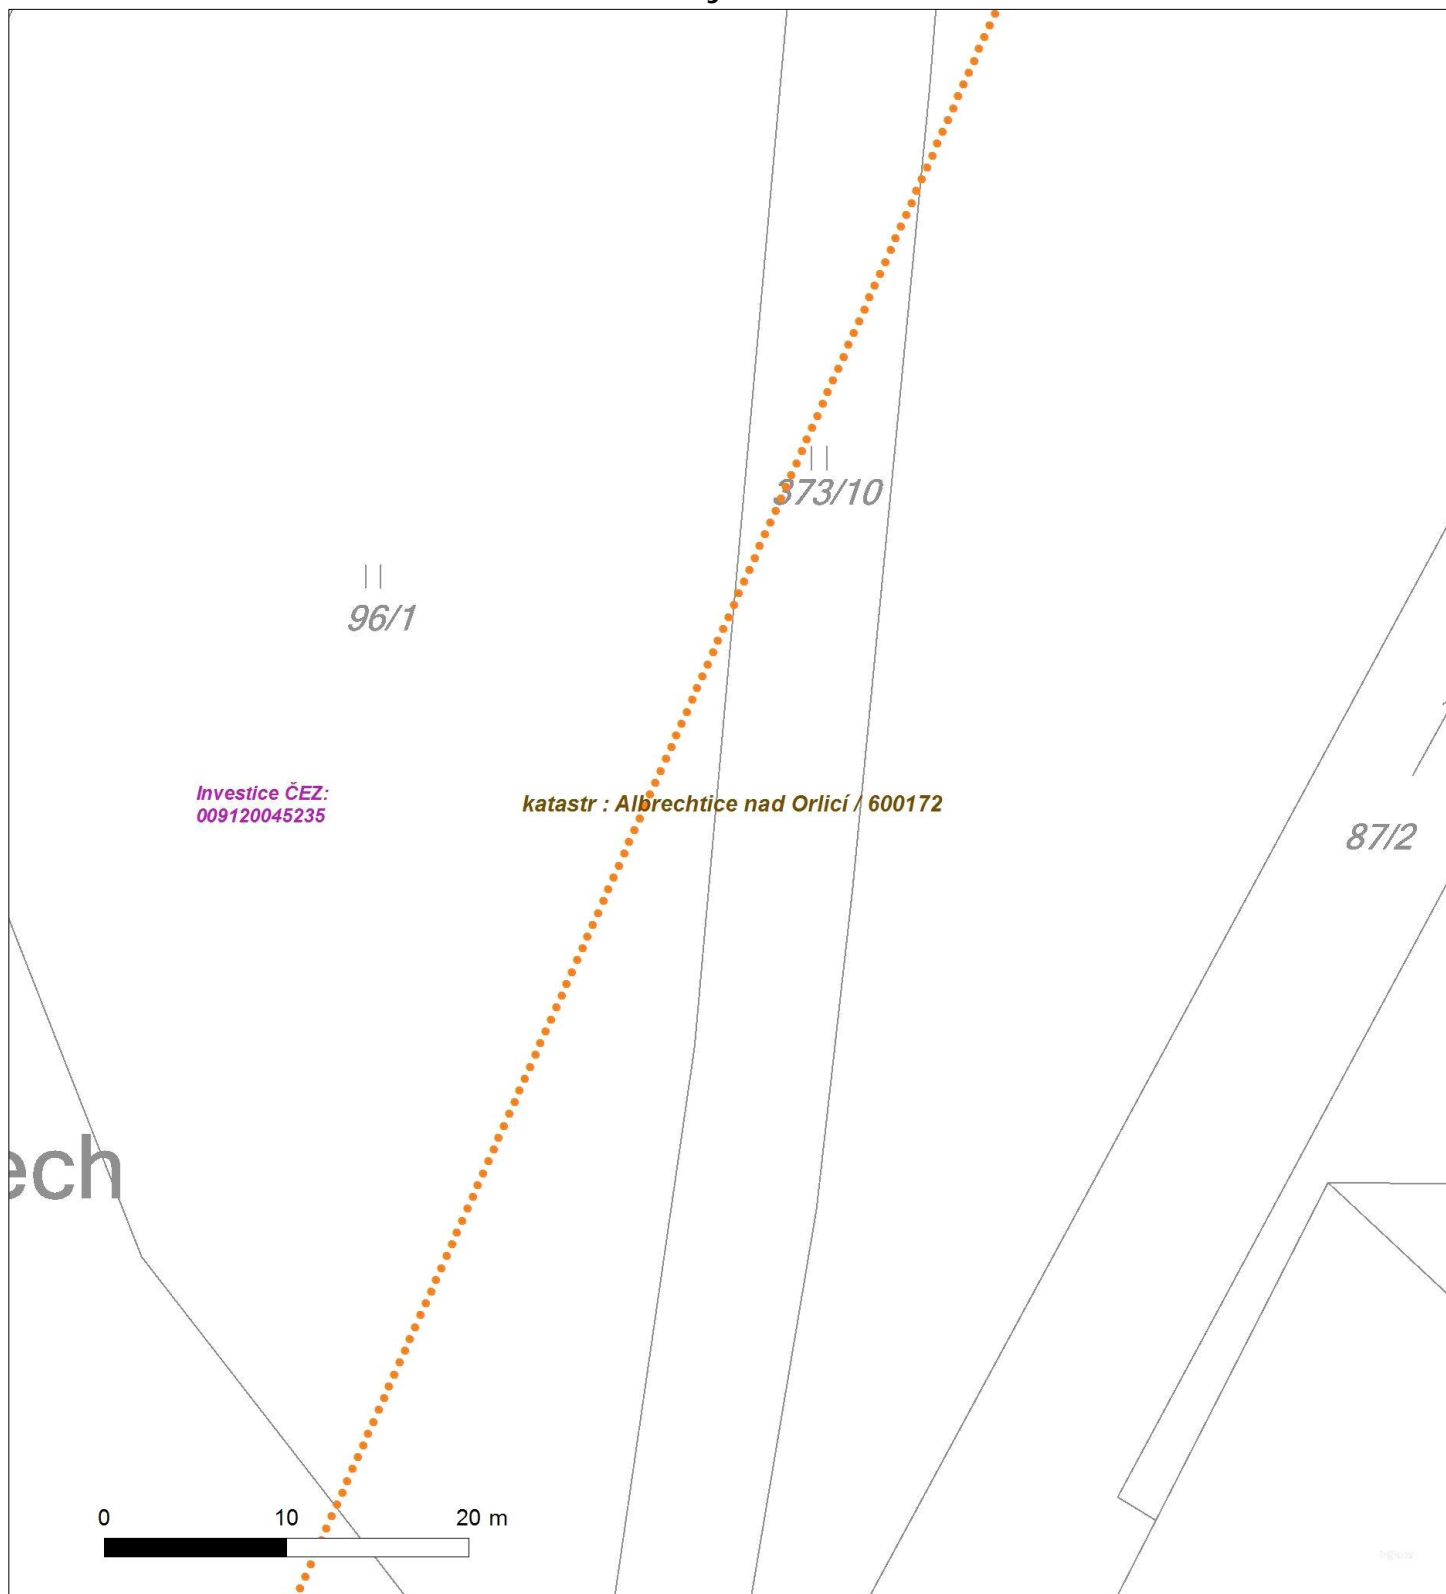 373/10
96/1
Investice ČEZ:
009120045235
katastr : Albrechtice nad Orlicí / 600172
87/2
ech
0 10 20 m